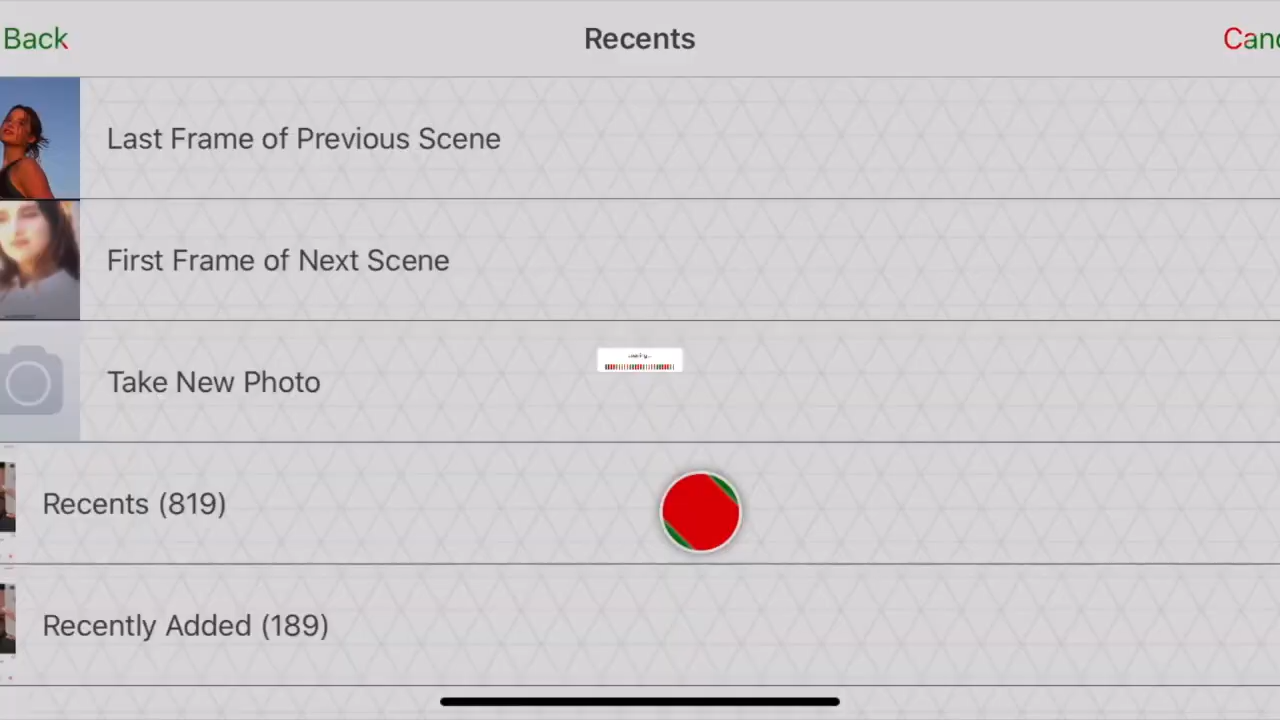 Back
Recents
Canc
Last Frame of Previous Scene
First Frame of Next Scene
Take New Photo
Recents (819)
Recently Added (189)